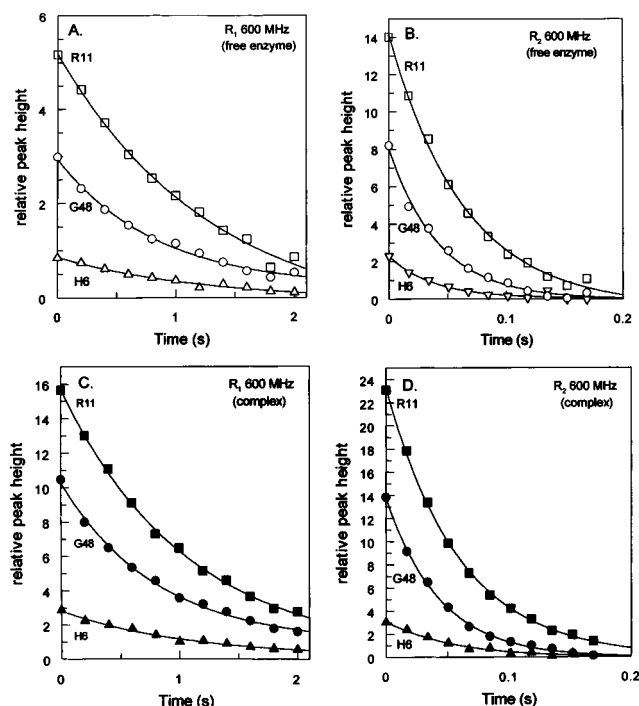 A.
R₁ 600 MHz
(free enzyme)
6
4
2
0
relative peak height
R11
G48
H6
0
1
2
Time (s)
B.
R₂ 600 MHz
(free enzyme)
14
12
10
8
6
4
2
0
relative peak height
R11
G48
H6
0
0.1
0.2
Time (s)
C.
R₁ 600 MHz
(complex)
16
14
12
10
8
6
4
2
0
relative peak height
R11
G48
H6
0
1
2
Time (s)
D.
R₂ 600 MHz
(complex)
24
22
20
18
16
14
12
10
8
6
4
2
0
relative peak height
R11
G48
H6
0
0.1
0.2
Time (s)